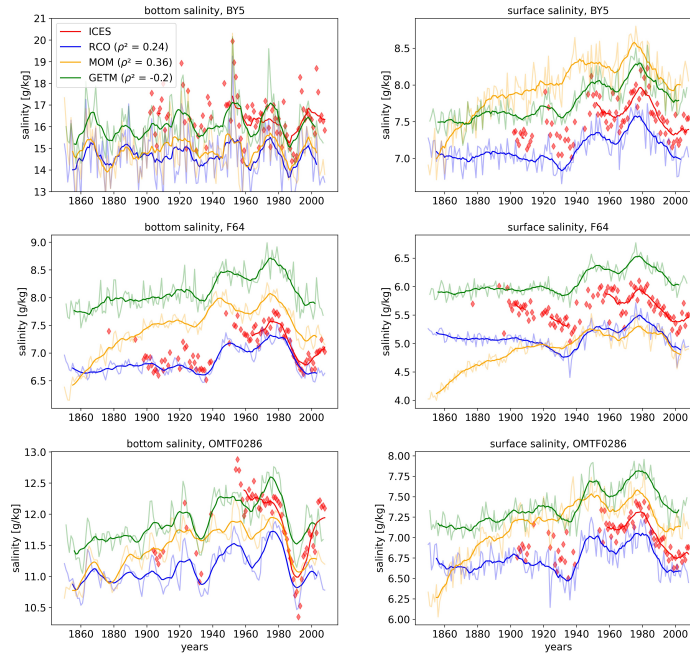 bottom salinity, BY5
surface salinity, BY5
21
20
19
18
17
16
15
14
13
salinity [g/kg]
ICES
RCO (ρ² = 0.24)
MOM (ρ² = 0.36)
GETM (ρ² = -0.2)
1860 1880 1900 1920 1940 1960 1980 2000
8.5
8.0
7.5
7.0
salinity [g/kg]
1860 1880 1900 1920 1940 1960 1980 2000
bottom salinity, F64
surface salinity, F64
9.0
8.5
8.0
7.5
7.0
6.5
salinity [g/kg]
1860 1880 1900 1920 1940 1960 1980 2000
6.5
6.0
5.5
5.0
4.5
4.0
salinity [g/kg]
1860 1880 1900 1920 1940 1960 1980 2000
bottom salinity, OMTF0286
surface salinity, OMTF0286
13.0
12.5
12.0
11.5
11.0
10.5
salinity [g/kg]
1860 1880 1900 1920 1940 1960 1980 2000
years
8.00
7.75
7.50
7.25
7.00
6.75
6.50
6.25
6.00
salinity [g/kg]
1860 1880 1900 1920 1940 1960 1980 2000
years